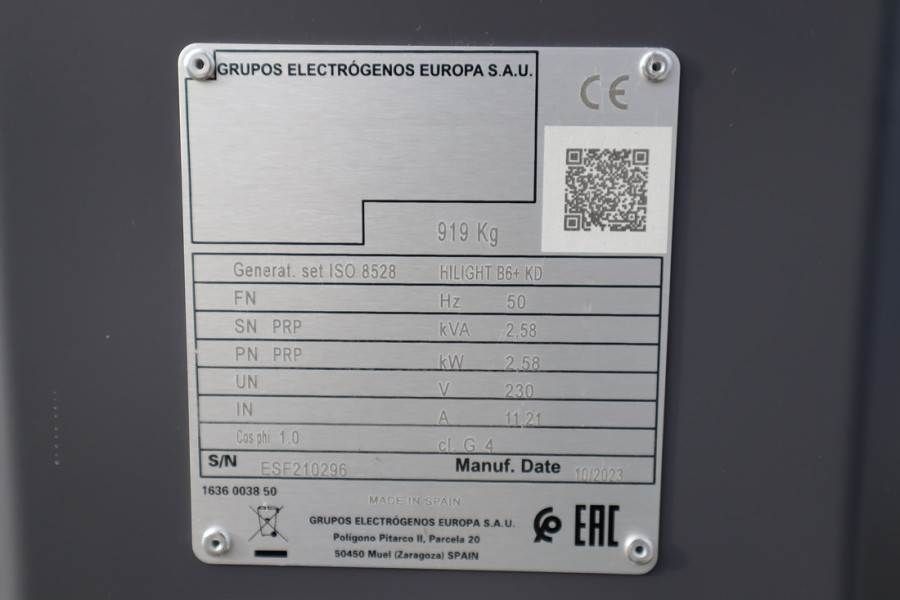 GRUPOS ELECTRÓGENOS EUROPA S.A.U.
CE
919 Kg
Generat. set ISO 8528 HILIGHT B6+ KD
FN Hz 50
SN PRP kVA 2,58
PN PRP kW 2,58
UN V 230
IN A 11,21
Cos phi 1.0 cl. G 4
S/N ESF210296 Manuf. Date 10/2023
1636 0038 50
MADE IN SPAIN
GRUPOS ELECTRÓGENOS EUROPA S.A.U.
Polígono Pitarco II, Parcela 20
50450 Muel (Zaragoza) SPAIN
EAC